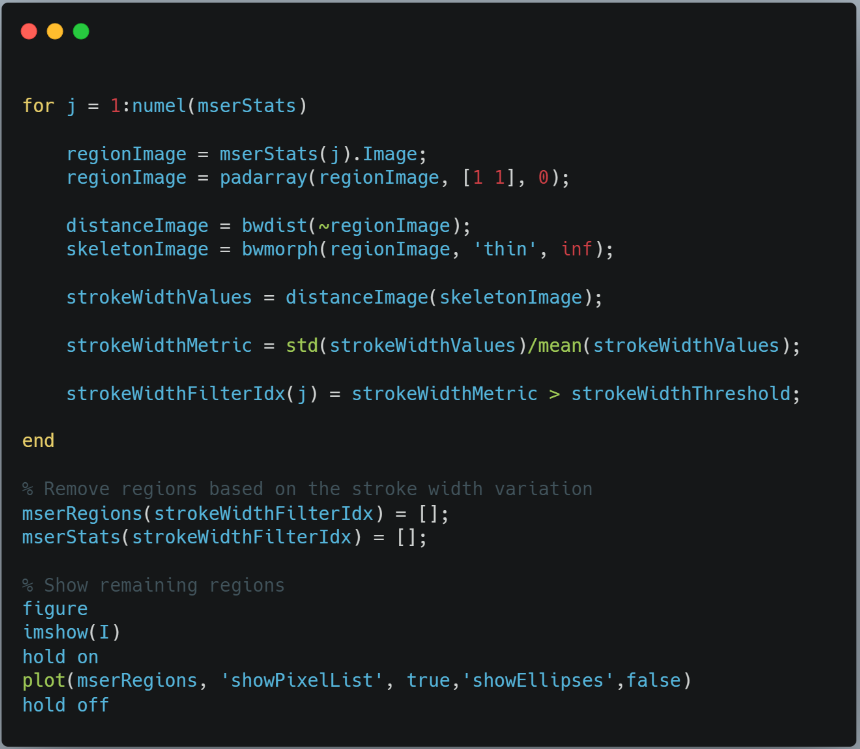 for j = 1:numel(mserStats)
    regionImage = mserStats(j).Image;
    regionImage = padarray(regionImage, [1 1], 0);
    distanceImage = bwdist(~regionImage);
    skeletonImage = bwmorph(regionImage, 'thin', inf);
    strokeWidthValues = distanceImage(skeletonImage);
    strokeWidthMetric = std(strokeWidthValues)/mean(strokeWidthValues);
    strokeWidthFilterIdx(j) = strokeWidthMetric > strokeWidthThreshold;
end
% Remove regions based on the stroke width variation
mserRegions(strokeWidthFilterIdx) = [];
mserStats(strokeWidthFilterIdx) = [];
% Show remaining regions
figure
imshow(I)
hold on
plot(mserRegions, 'showPixelList', true,'showEllipses',false)
hold off